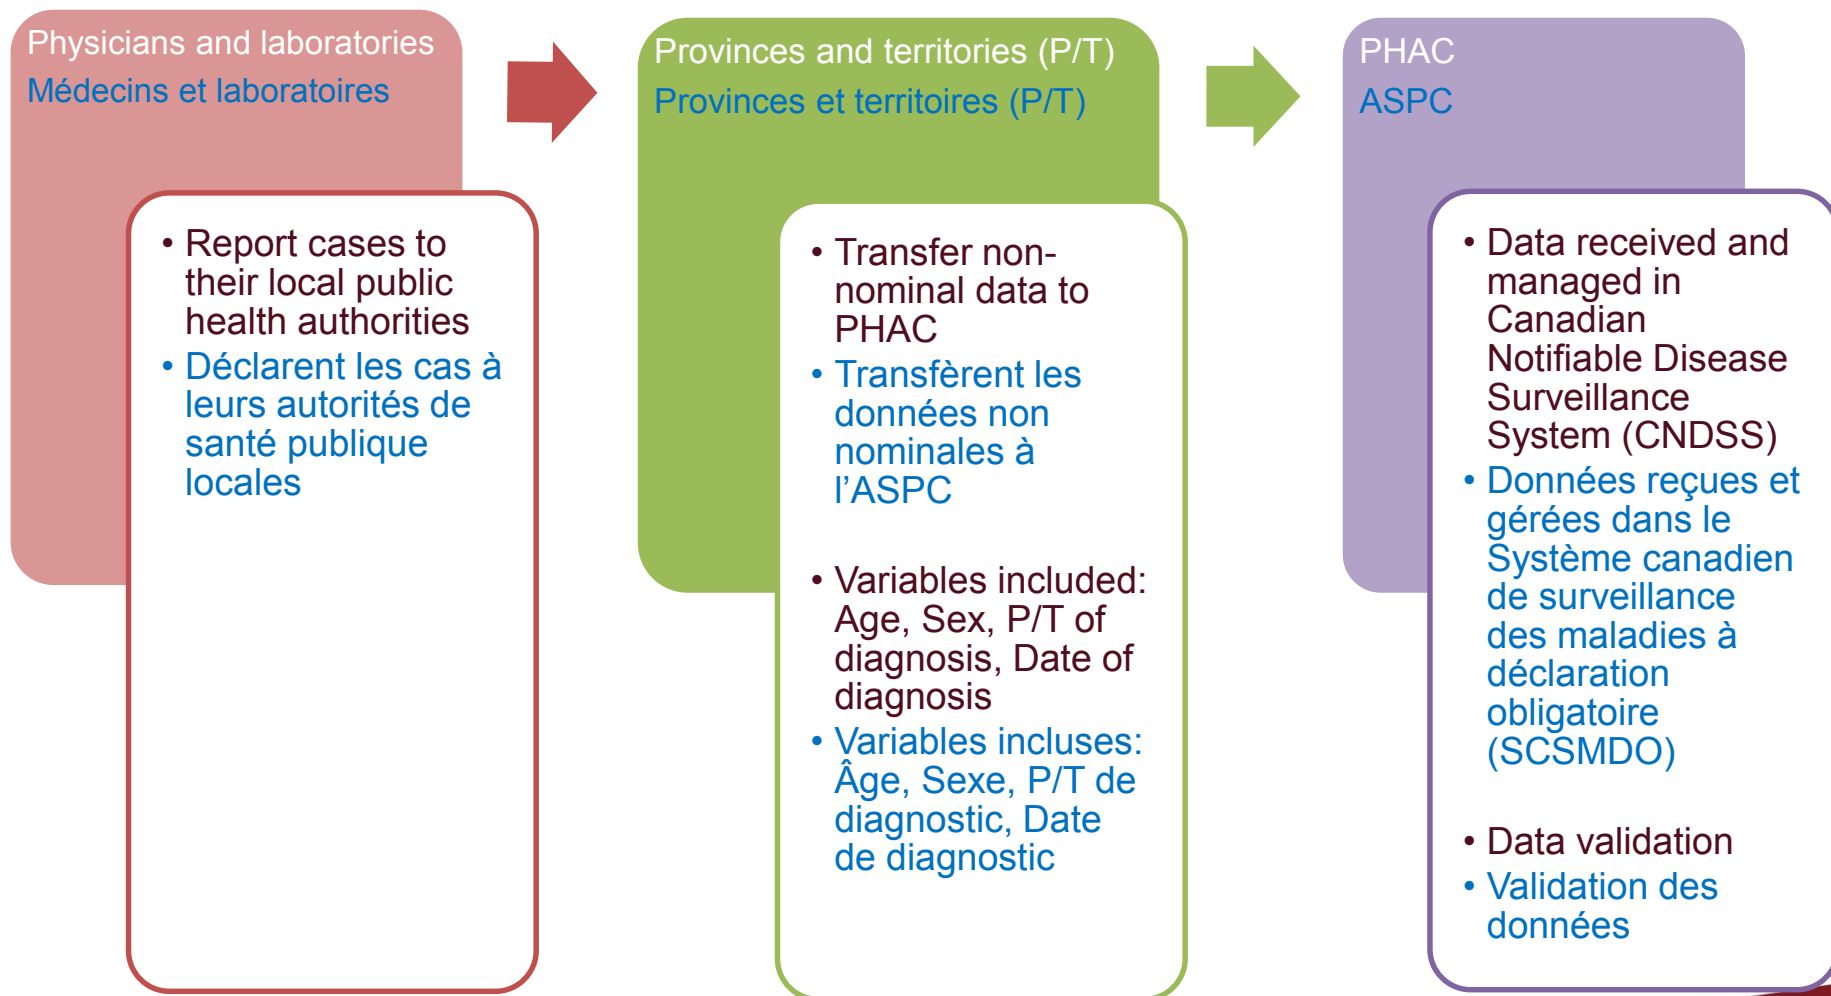 Physicians and laboratories
Médecins et laboratoires
• Report cases to
their local public
health authorities
• Déclarent les cas à
leurs autorités de
santé publique
locales
Provinces and territories (P/T)
Provinces et territoires (P/T)
• Transfer non-
nominal data to
PHAC
• Transfèrent les
données non
nominales à
l’ASPC
• Variables included:
Age, Sex, P/T of
diagnosis, Date of
diagnosis
• Variables incluses:
Âge, Sexe, P/T de
diagnostic, Date
de diagnostic
PHAC
ASPC
• Data received and
managed in
Canadian
Notifiable Disease
Surveillance
System (CNDSS)
• Données reçues et
gérées dans le
Système canadien
de surveillance
des maladies à
déclaration
obligatoire
(SCSMDO)
• Data validation
• Validation des
données